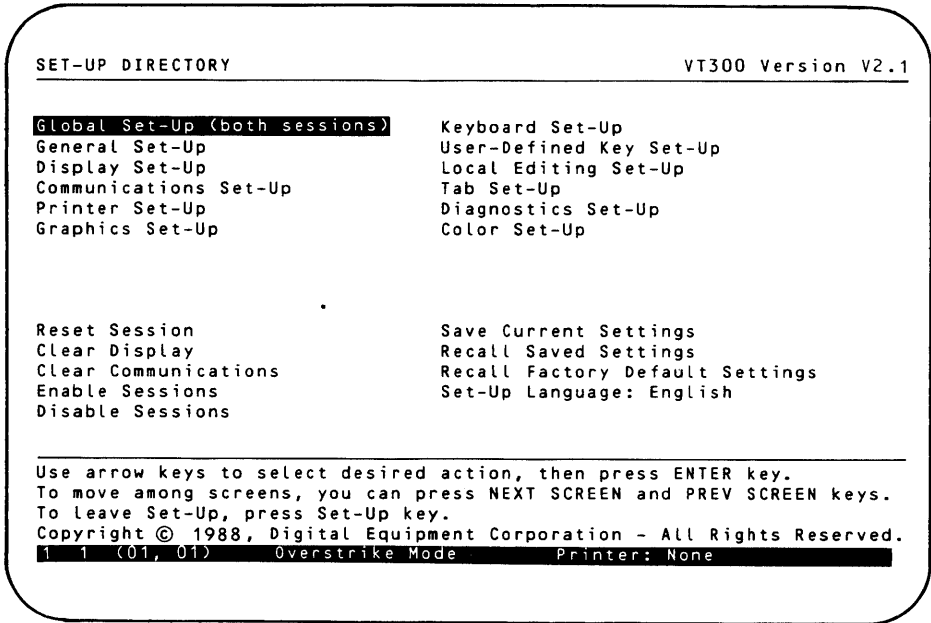 SET-UP DIRECTORY VT300 Version V2.1
Global Set-Up (both sessions) Keyboard Set-Up
General Set-Up User-Defined Key Set-Up
Display Set-Up Local Editing Set-Up
Communications Set-Up Tab Set-Up
Printer Set-Up Diagnostics Set-Up
Graphics Set-Up Color Set-Up
Reset Session Save Current Settings
Clear Display Recall Saved Settings
Clear Communications Recall Factory Default Settings
Enable Sessions Set-Up Language: English
Disable Sessions
Use arrow keys to select desired action, then press ENTER key.
To move among screens, you can press NEXT SCREEN and PREV SCREEN keys.
To leave Set-Up, press Set-Up key.
Copyright © 1988, Digital Equipment Corporation - All Rights Reserved.
1 1 (01, 01) Overstrike Mode Printer: None